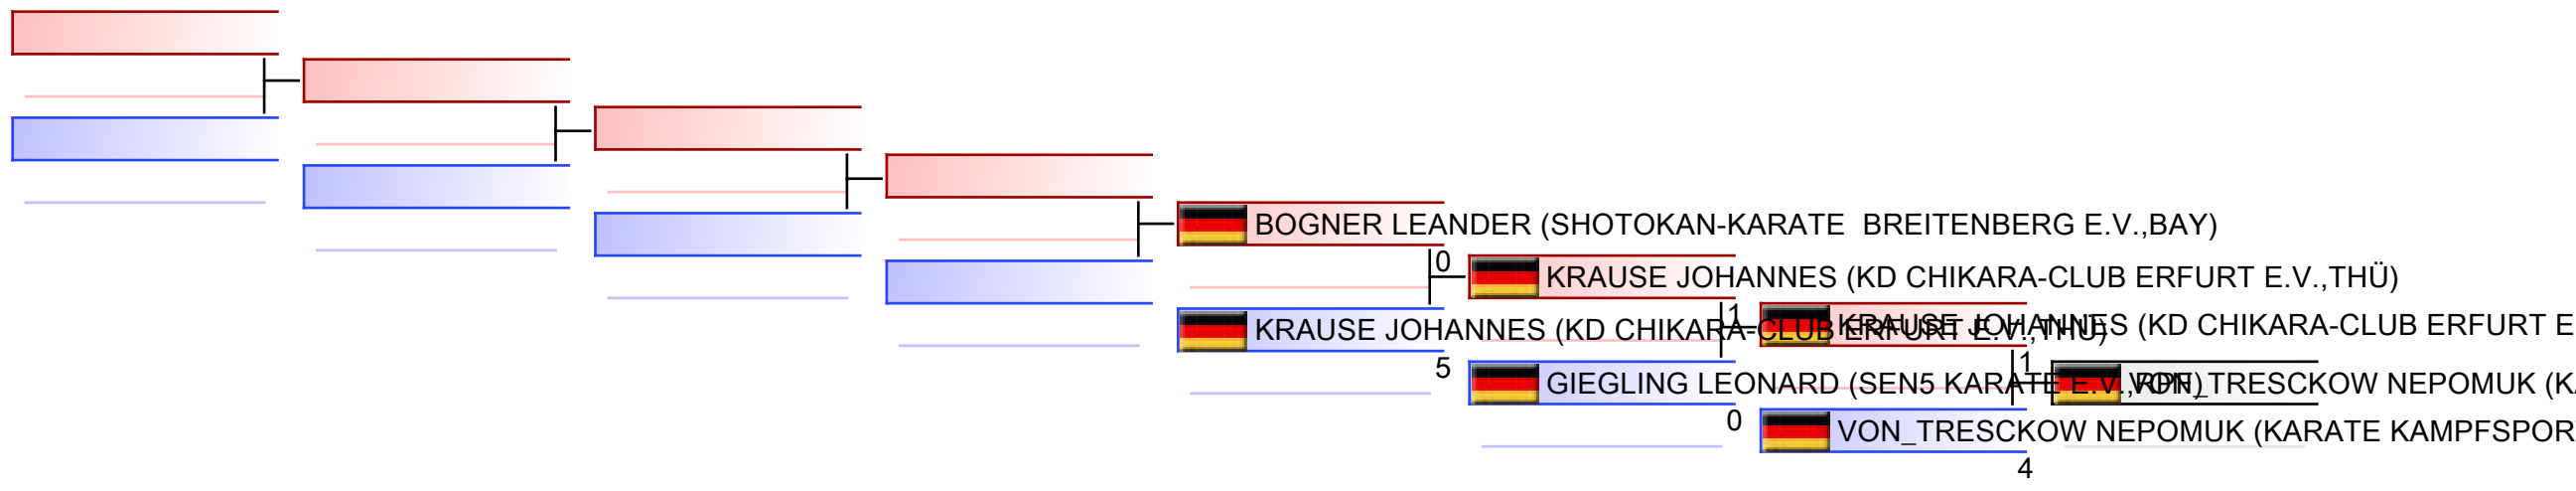 BOGNER LEANDER (SHOTOKAN-KARATE  BREITENBERG E.V.,BAY)
0
KRAUSE JOHANNES (KD CHIKARA-CLUB ERFURT E.V.,THÜ)
KRAUSE JOHANNES (KD CHIKARA-CLUB ERFURT E.V.,THÜ)
5
1
KRAUSE JOHANNES (KD CHIKARA-CLUB ERFURT E
GIEGLING LEONARD (SEN5 KARATE E.V.,RPF)
0
1
VON_TRESCKOW NEPOMUK (KA
VON_TRESCKOW NEPOMUK (KARATE KAMPFSPOR
4